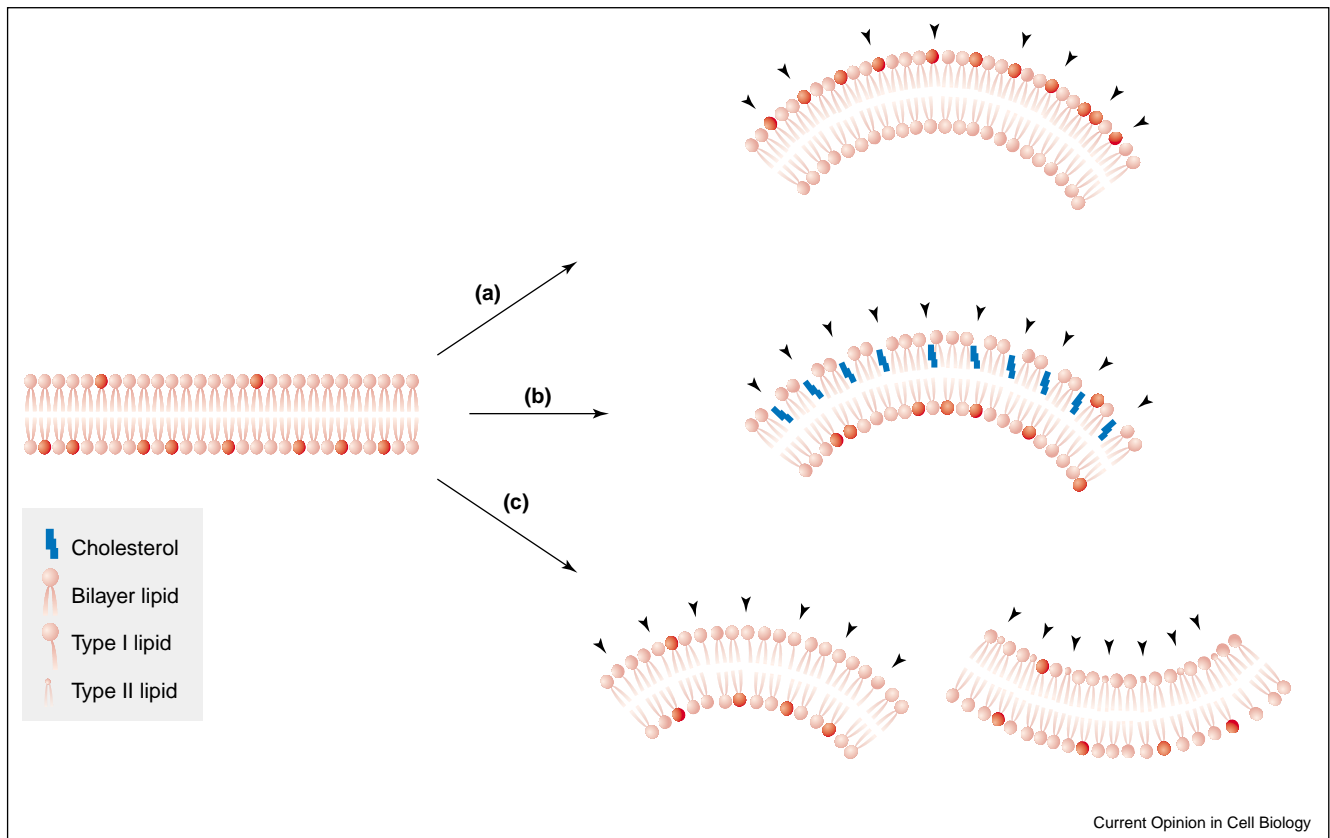 (a)
(b)
(c)
Cholesterol
Bilayer lipid
Type I lipid
Type II lipid
Current Opinion in Cell Biology